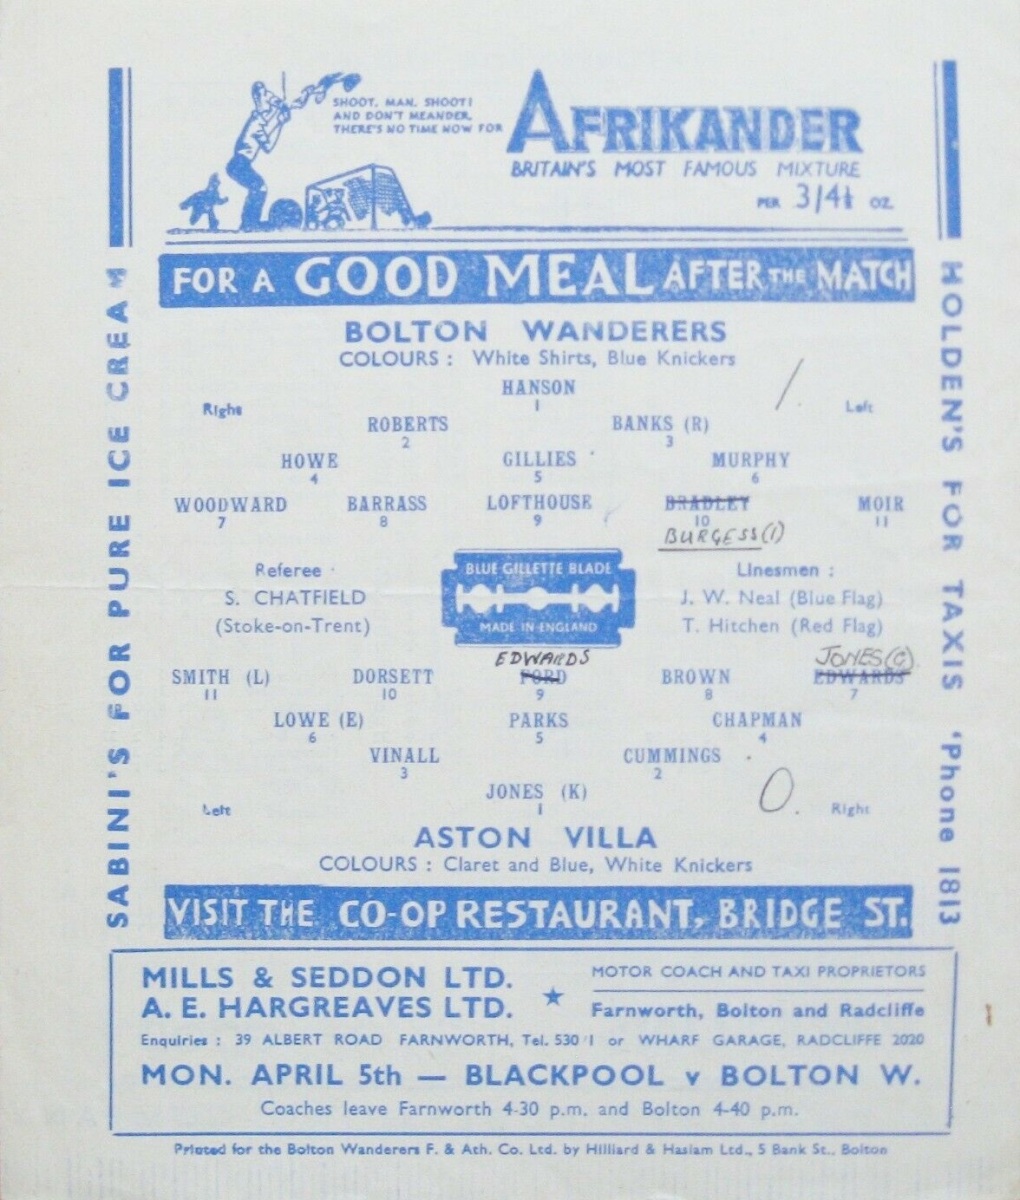 SHOOT, MAN, SHOOT!
AND DON'T MEANDER,
THERE'S NO TIME NOW FOR
AFRIKANDER
BRITAIN'S MOST FAMOUS MIXTURE
PER 3/4½ OZ.
FOR A GOOD MEAL AFTER THE MATCH
SABINI'S FOR PURE ICE CREAM
HOLDEN'S FOR TAXIS 'Phone 1813
BOLTON WANDERERS
COLOURS : White Shirts, Blue Knickers
HANSON
1
Right
1.
Left
ROBERTS BANKS (R)
2 3
HOWE GILLIES MURPHY
4 5 6
WOODWARD BARRASS LOFTHOUSE BRADLEY MOIR
7 8 9 10 11
BURGESS (1)
Referee
S. CHATFIELD
(Stoke-on-Trent)
BLUE GILLETTE BLADE
MADE IN ENGLAND
Linesmen :
J. W. Neal (Blue Flag)
T. Hitchen (Red Flag)
EDWARDS JONES (C)
SMITH (L) DORSETT FORD BROWN EDWARDS
11 10 9 8 7
LOWE (E) PARKS CHAPMAN
6 5 4
VINALL CUMMINGS
3 2
JONES (K)
1
Left
0.
Right
ASTON VILLA
COLOURS : Claret and Blue, White Knickers
VISIT THE CO-OP RESTAURANT, BRIDGE ST.
MILLS & SEDDON LTD.
A. E. HARGREAVES LTD.
MOTOR COACH AND TAXI PROPRIETORS
Farnworth, Bolton and Radcliffe
Enquiries : 39 ALBERT ROAD FARNWORTH, Tel. 530/1 or WHARF GARAGE, RADCLIFFE 2020
MON. APRIL 5th — BLACKPOOL v BOLTON W.
Coaches leave Farnworth 4-30 p.m. and Bolton 4-40 p.m.
Printed for the Bolton Wanderers F. & Ath. Co. Ltd. by Hilliard & Haslam Ltd., 5 Bank St., Bolton